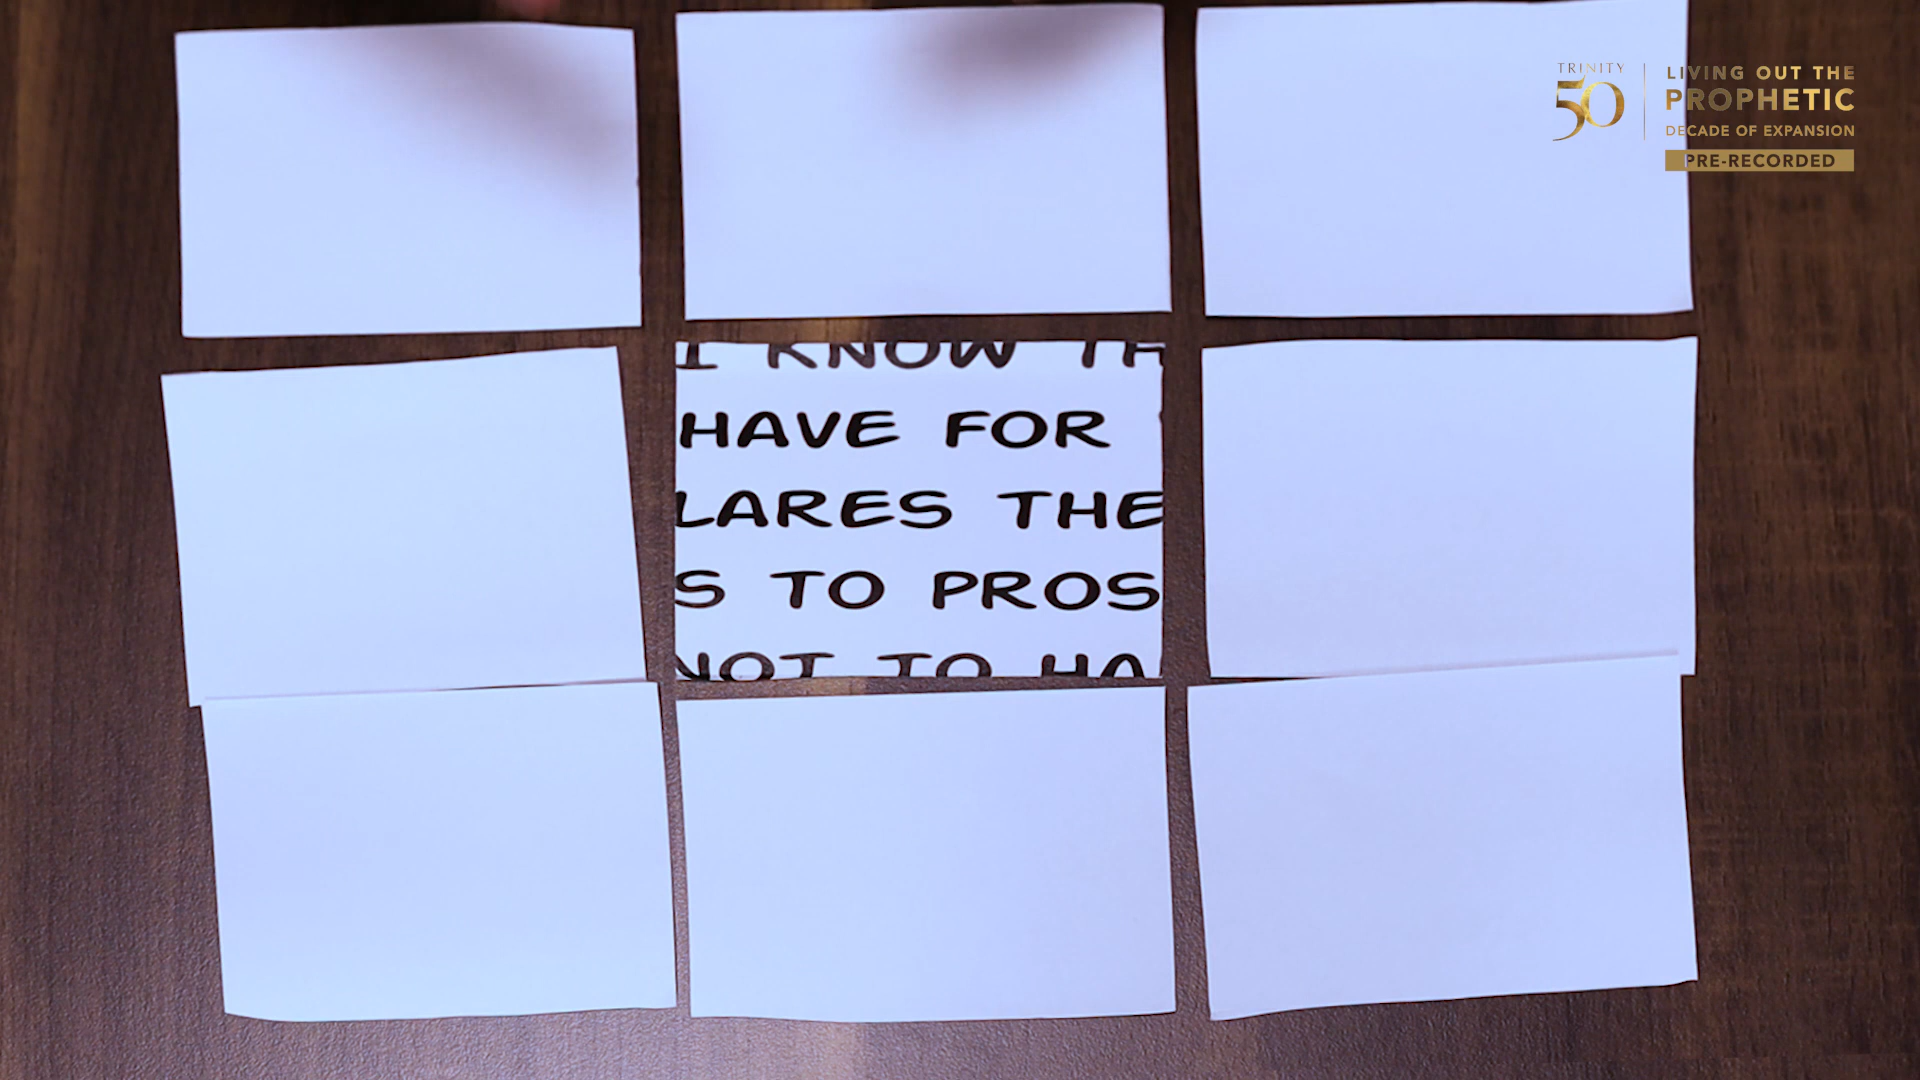 I KNOW TH
HAVE FOR
LARES THE
S TO PROS
NOT TO HA
TRINITY
50
LIVING OUT THE
PROPHETIC
DECADE OF EXPANSION
PRE-RECORDED